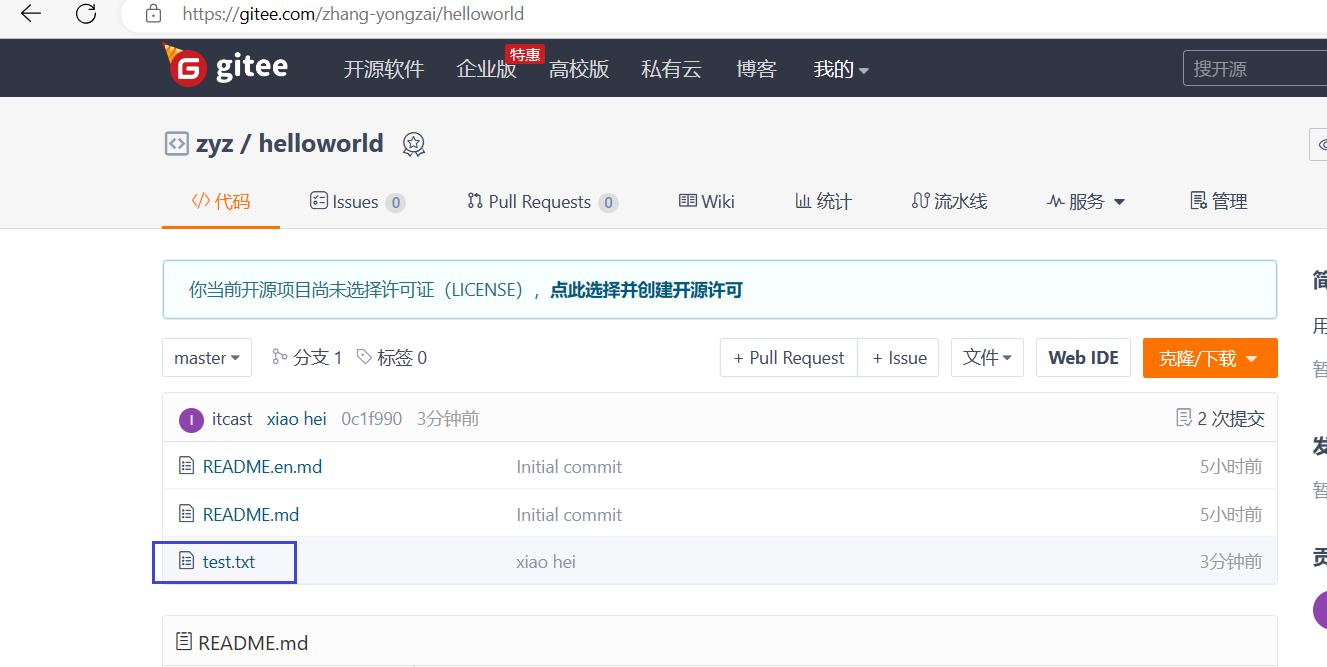 https://gitee.com/zhang-yongzai/helloworld
gitee 开源软件 企业版 特惠 高校版 私有云 博客 我的 搜开源
zyz / helloworld
代码 Issues 0 Pull Requests 0 Wiki 统计 流水线 服务 管理
你当前开源项目尚未选择许可证（LICENSE），点此选择并创建开源许可
简
master 分支 1 标签 0 + Pull Request + Issue 文件 Web IDE 克隆/下载
用
暂
I itcast xiao hei 0c1f990 3分钟前 2 次提交
发
README.en.md Initial commit 5小时前
暂
README.md Initial commit 5小时前
test.txt xiao hei 3分钟前
贡
README.md